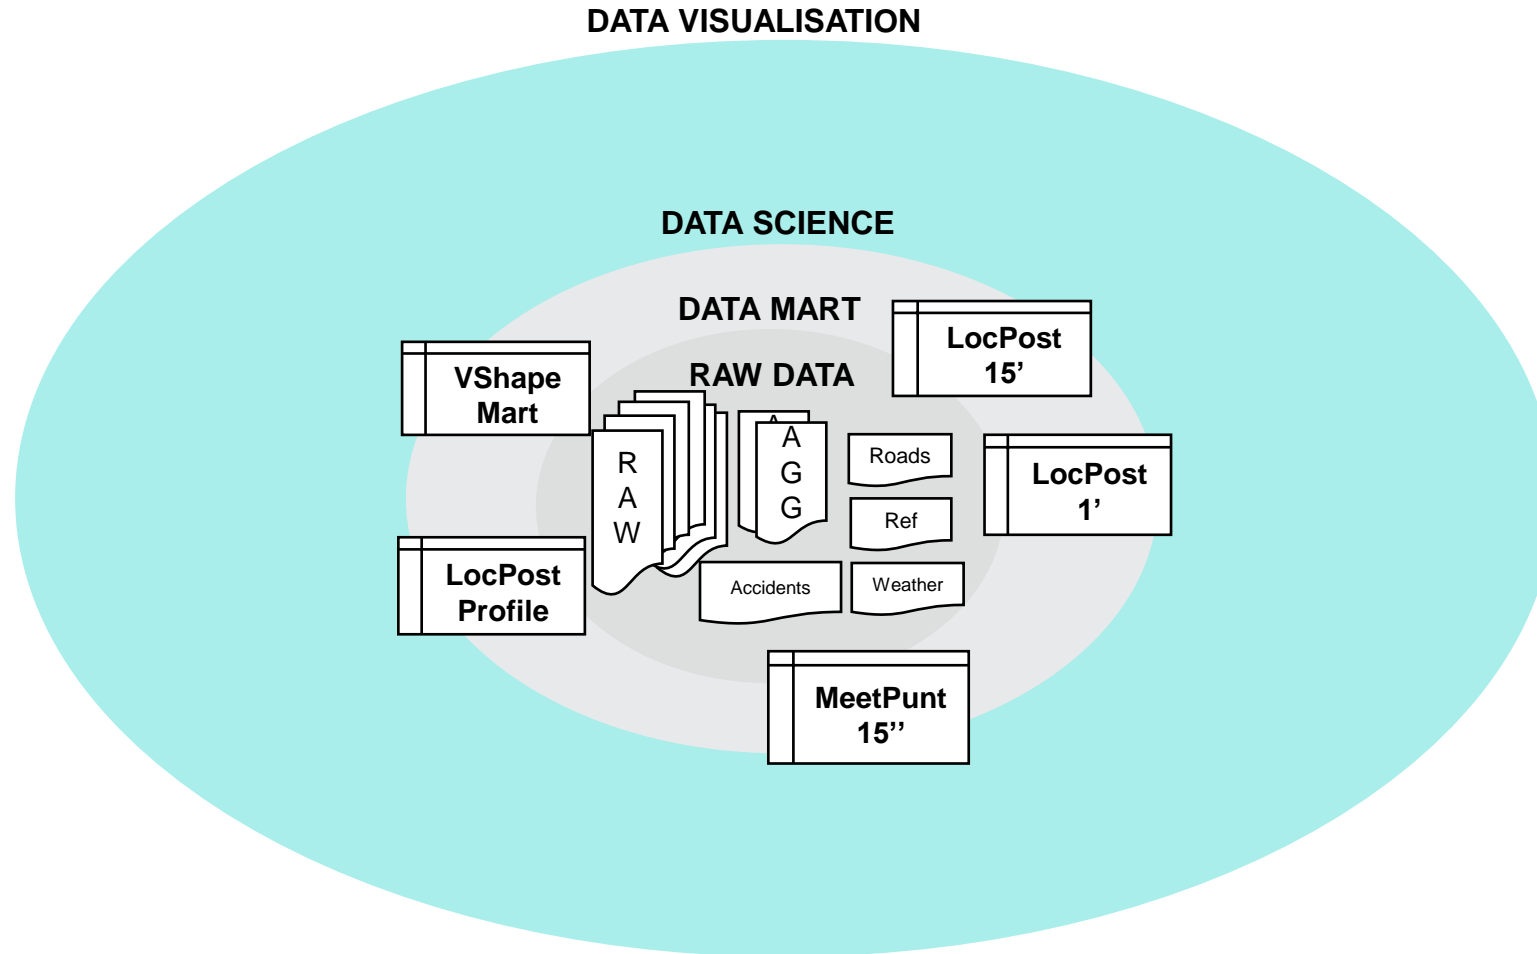 DATA VISUALISATION
DATA SCIENCE
DATA MART
LocPost
15’
VShape
Mart
RAW DATA
R
A
W
A
A
G
G
Roads
LocPost
1’
Ref
LocPost
Profile
Accidents
Weather
MeetPunt
15’’